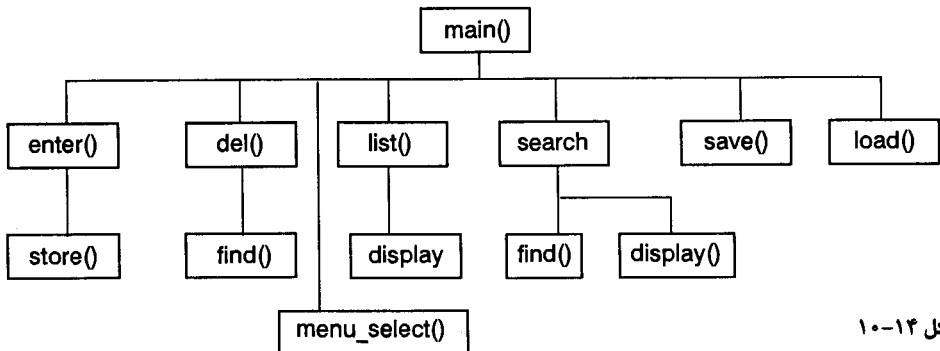 main()
enter() del() list() search save() load()
store() find() display find() display()
menu_select()
۱۰-۱۴